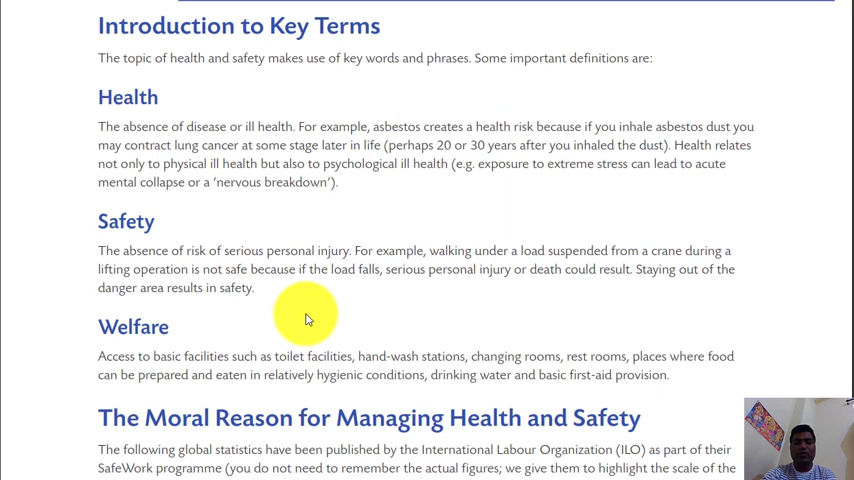 Introduction to Key Terms
The topic of health and safety makes use of key words and phrases. Some important definitions are:
Health
The absence of disease or ill health. For example, asbestos creates a health risk because if you inhale asbestos dust you
may contract lung cancer at some stage later in life (perhaps 20 or 30 years after you inhaled the dust). Health relates
not only to physical ill health but also to psychological ill health (e.g. exposure to extreme stress can lead to acute
mental collapse or a ‘nervous breakdown’).
Safety
The absence of risk of serious personal injury. For example, walking under a load suspended from a crane during a
lifting operation is not safe because if the load falls, serious personal injury or death could result. Staying out of the
danger area results in safety.
Welfare
Access to basic facilities such as toilet facilities, hand-wash stations, changing rooms, rest rooms, places where food
can be prepared and eaten in relatively hygienic conditions, drinking water and basic first-aid provision.
The Moral Reason for Managing Health and Safety
The following global statistics have been published by the International Labour Organization (ILO) as part of their
SafeWork programme (you do not need to remember the actual figures; we give them to highlight the scale of the